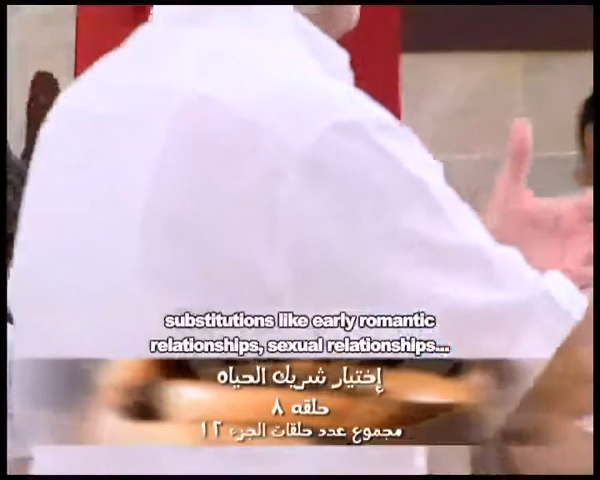 substitutions like early romantic
relationships, sexual relationships...
إختيار شريك الحياه
حلقه ٨
مجموع عدد حلقات الجزء ١٢